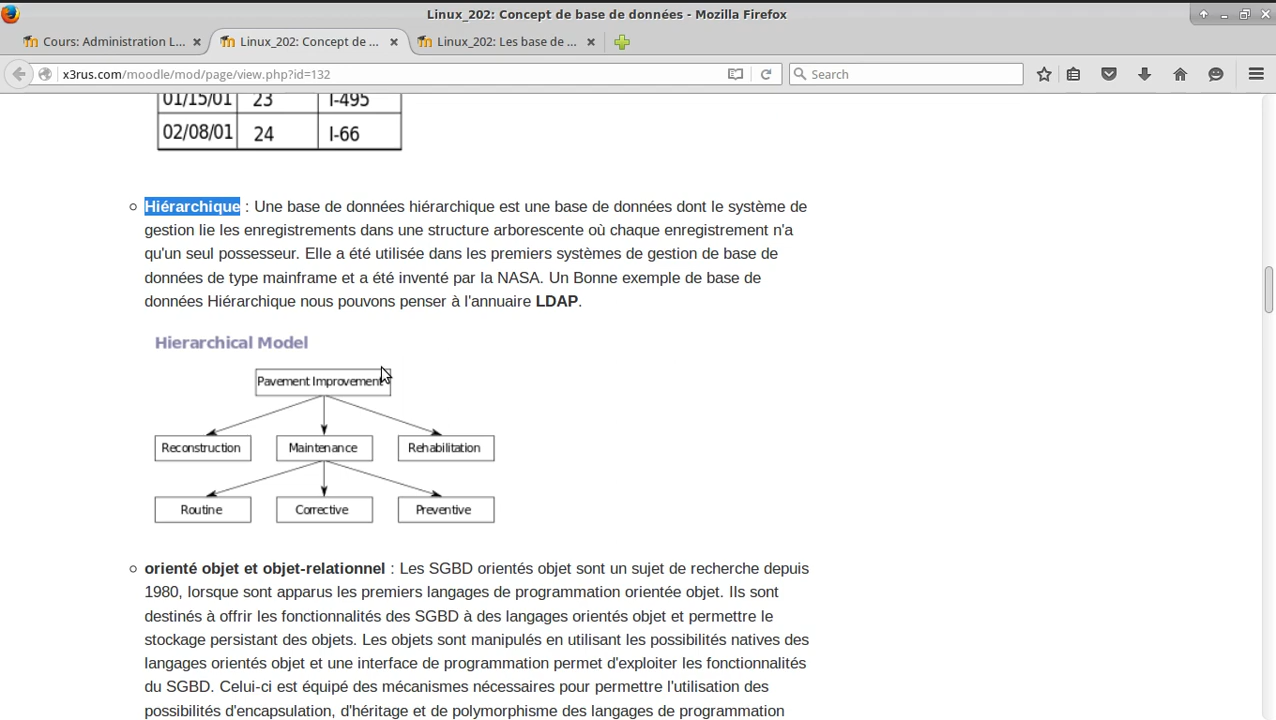 Linux_202: Concept de base de données - Mozilla Firefox
Cours: Administration L...
Linux_202: Concept de ...
Linux_202: Les base de ...
x3rus.com/moodle/mod/page/view.php?id=132
Search
01/15/01 23 I-495
02/08/01 24 I-66
Hiérarchique : Une base de données hiérarchique est une base de données dont le système de
gestion lie les enregistrements dans une structure arborescente où chaque enregistrement n'a
qu'un seul possesseur. Elle a été utilisée dans les premiers systèmes de gestion de base de
données de type mainframe et a été inventé par la NASA. Un Bonne exemple de base de
données Hiérarchique nous pouvons penser à l'annuaire LDAP.
Hierarchical Model
Pavement Improvement
Reconstruction
Maintenance
Rehabilitation
Routine
Corrective
Preventive
orienté objet et objet-relationnel : Les SGBD orientés objet sont un sujet de recherche depuis
1980, lorsque sont apparus les premiers langages de programmation orientée objet. Ils sont
destinés à offrir les fonctionnalités des SGBD à des langages orientés objet et permettre le
stockage persistant des objets. Les objets sont manipulés en utilisant les possibilités natives des
langages orientés objet et une interface de programmation permet d'exploiter les fonctionnalités
du SGBD. Celui-ci est équipé des mécanismes nécessaires pour permettre l'utilisation des
possibilités d'encapsulation, d'héritage et de polymorphisme des langages de programmation